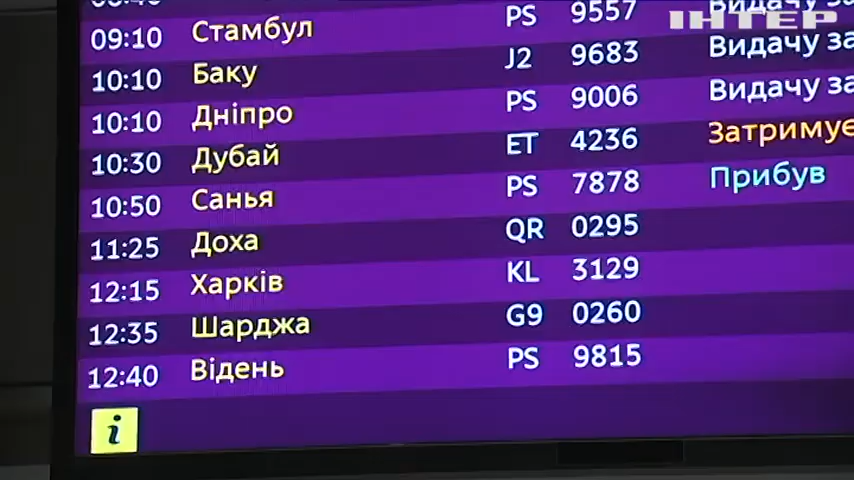 ІНТЕР
09:10 Стамбул PS 9557 Видачу за
10:10 Баку J2 9683 Видачу за
10:10 Дніпро PS 9006 Видачу за
10:30 Дубай ET 4236 Затримує
10:50 Санья PS 7878 Прибув
11:25 Доха QR 0295
12:15 Харків KL 3129
12:35 Шарджа G9 0260
12:40 Відень PS 9815
i